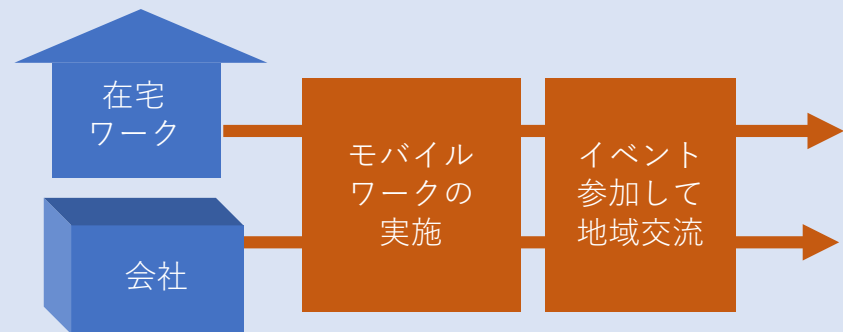 在宅
ワーク
会社
モバイル
ワークの
実施
イベント
参加して
地域交流